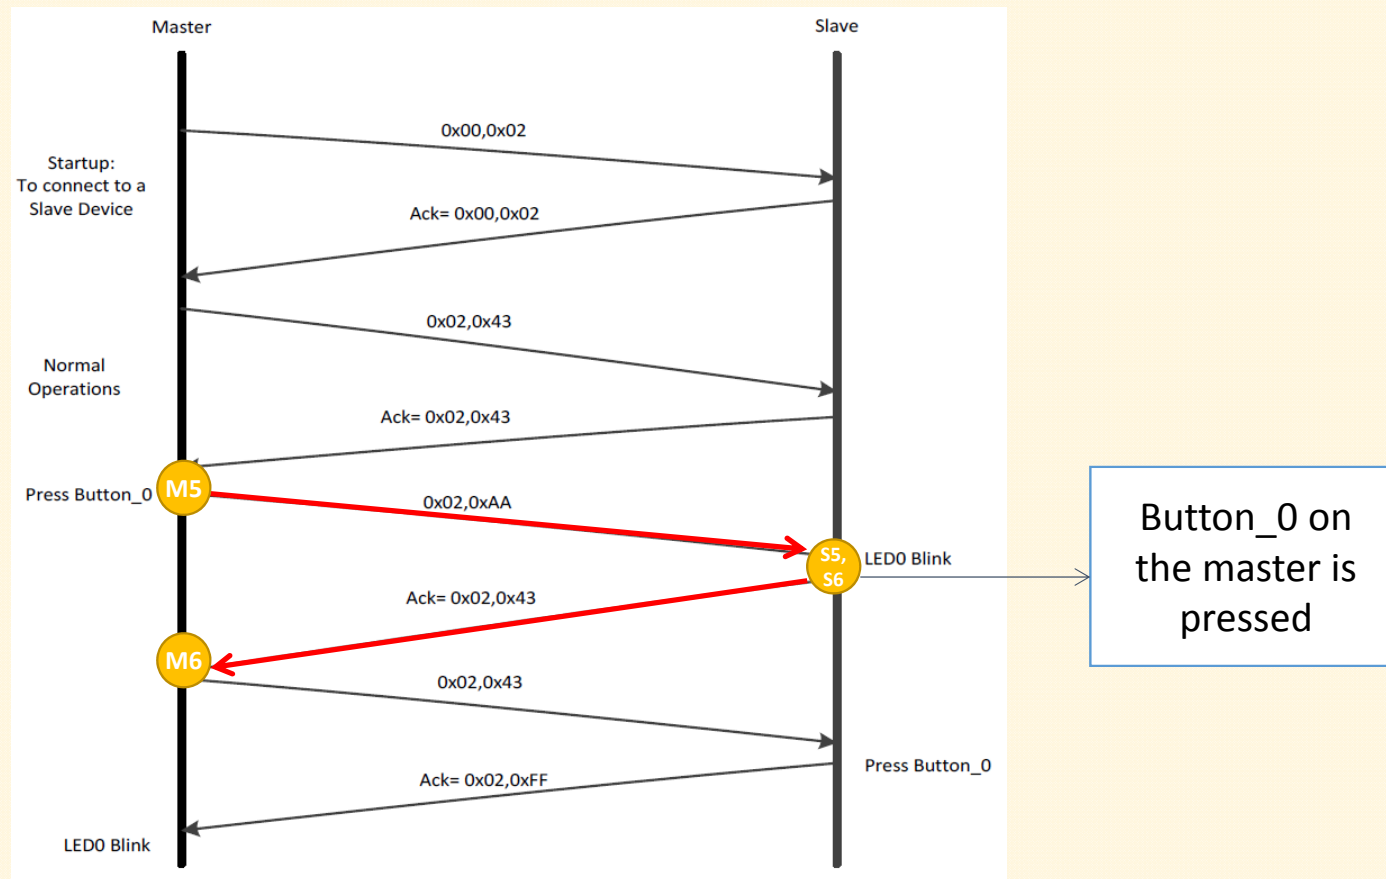 Master
Slave
0x00,0x02
Startup:
To connect to a
Slave Device
Ack= 0x00,0x02
0x02,0x43
Normal
Operations
Ack= 0x02,0x43
Press Button_0
M5
0x02,0xAA
S5,
S6
LED0 Blink
Button_0 on
the master is
pressed
Ack= 0x02,0x43
M6
0x02,0x43
Press Button_0
Ack= 0x02,0xFF
LED0 Blink